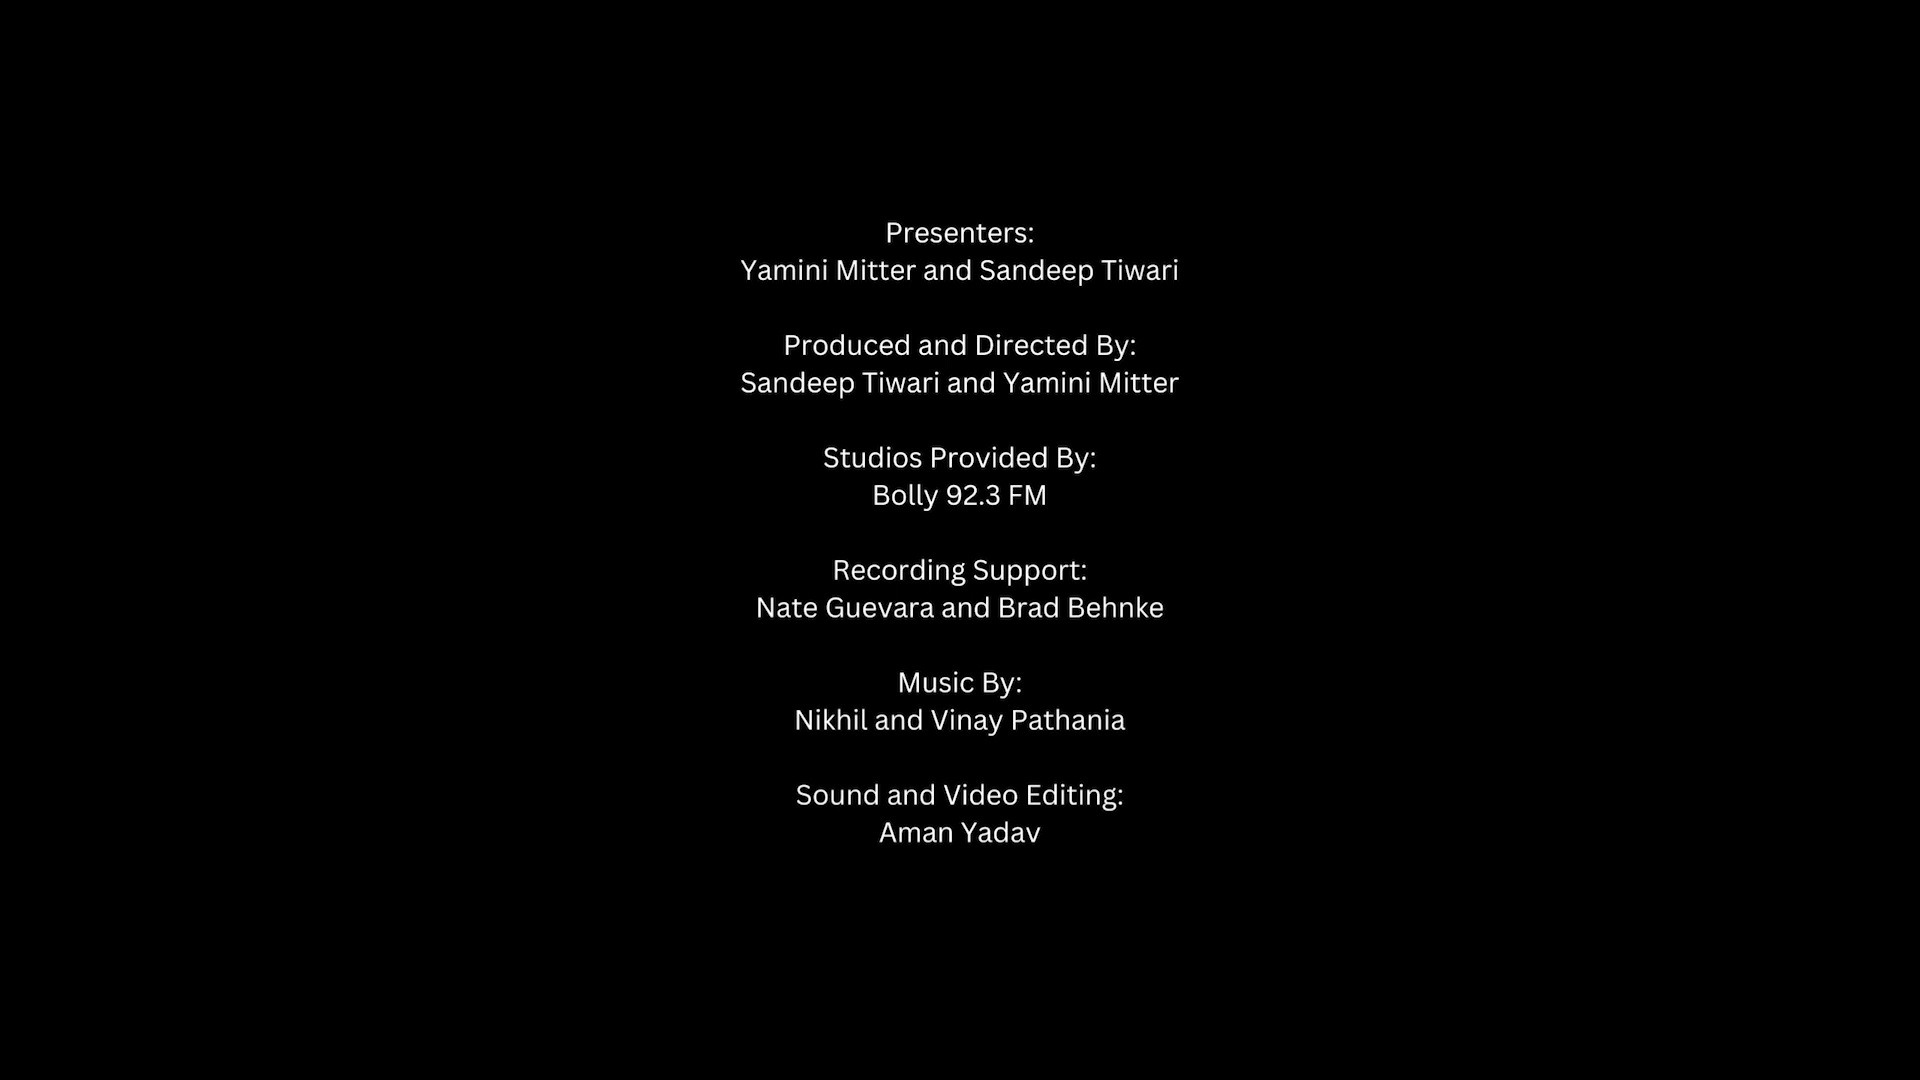 Presenters:
Yamini Mitter and Sandeep Tiwari
Produced and Directed By:
Sandeep Tiwari and Yamini Mitter
Studios Provided By:
Bolly 92.3 FM
Recording Support:
Nate Guevara and Brad Behnke
Music By:
Nikhil and Vinay Pathania
Sound and Video Editing:
Aman Yadav